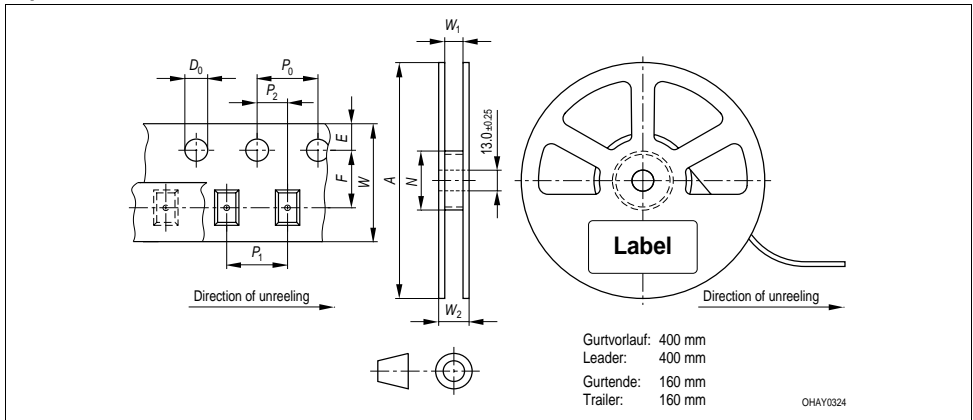 W1
D0
P0
P2
E
F
W
A
N
13.0 ±0.25
P1
W2
Label
Direction of unreeling
Direction of unreeling
Gurtvorlauf: 400 mm
Leader: 400 mm
Gurtende: 160 mm
Trailer: 160 mm
OHAY0324